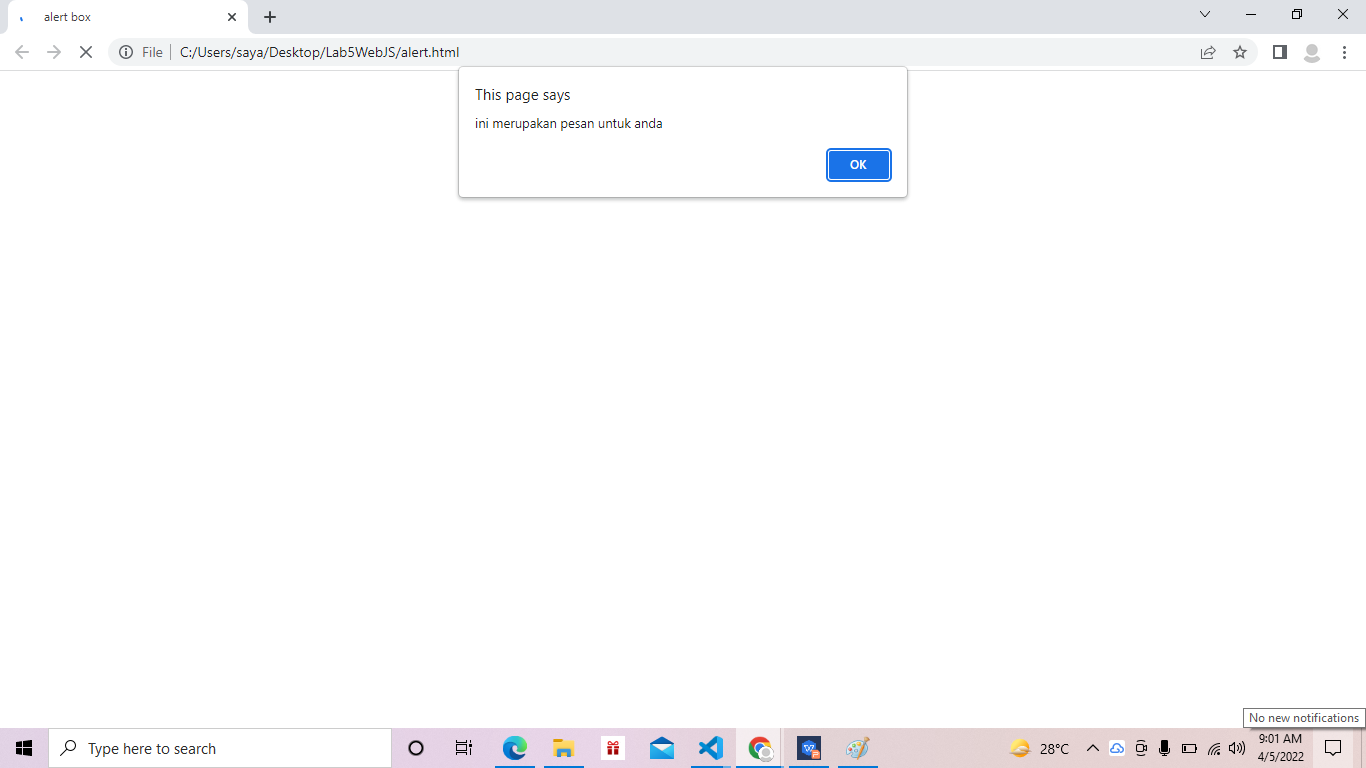 alert box
File
C:/Users/saya/Desktop/Lab5WebJS/alert.html
This page says
ini merupakan pesan untuk anda
OK
No new notifications
Type here to search
28°C
9:01 AM
4/5/2022